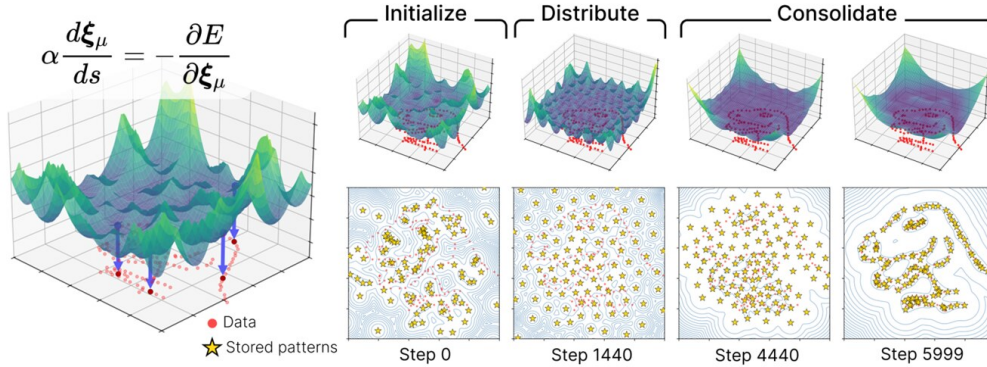 Initialize
Distribute
Consolidate
α dξ_μ/ds = − ∂E/∂ξ_μ
Data
Stored patterns
Step 0
Step 1440
Step 4440
Step 5999